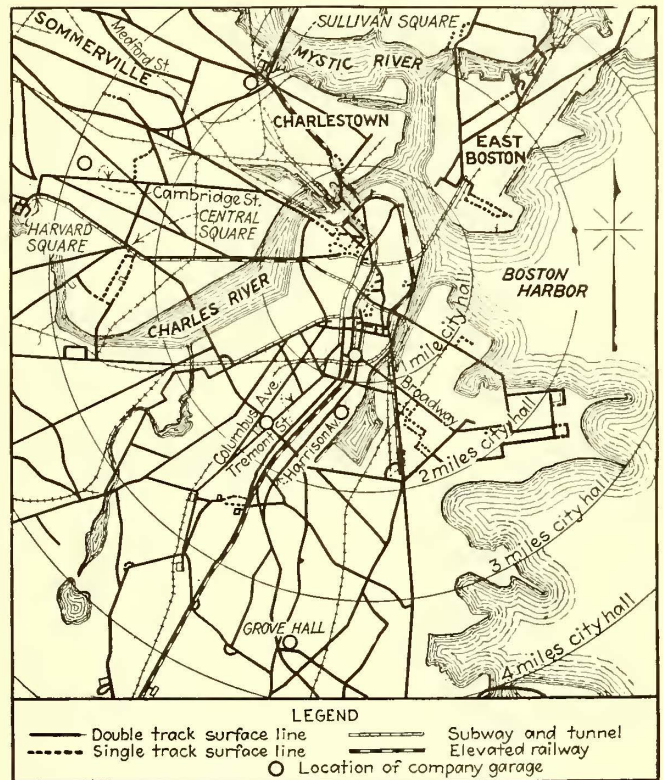 SULLIVAN SQUARE
SOMMERVILLE
Medford St.
MYSTIC RIVER
CHARLESTOWN
EAST
BOSTON
Cambridge St.
CENTRAL
SQUARE
HARVARD
SQUARE
BOSTON
HARBOR
CHARLES RIVER
1 mile city hall
Broadway
Columbus Ave.
Tremont St.
Harrison Av.
2 miles city hall
3 miles city hall
GROVE HALL
4 miles city hall
LEGEND
Double track surface line
Subway and tunnel
Single track surface line
Elevated railway
Location of company garage